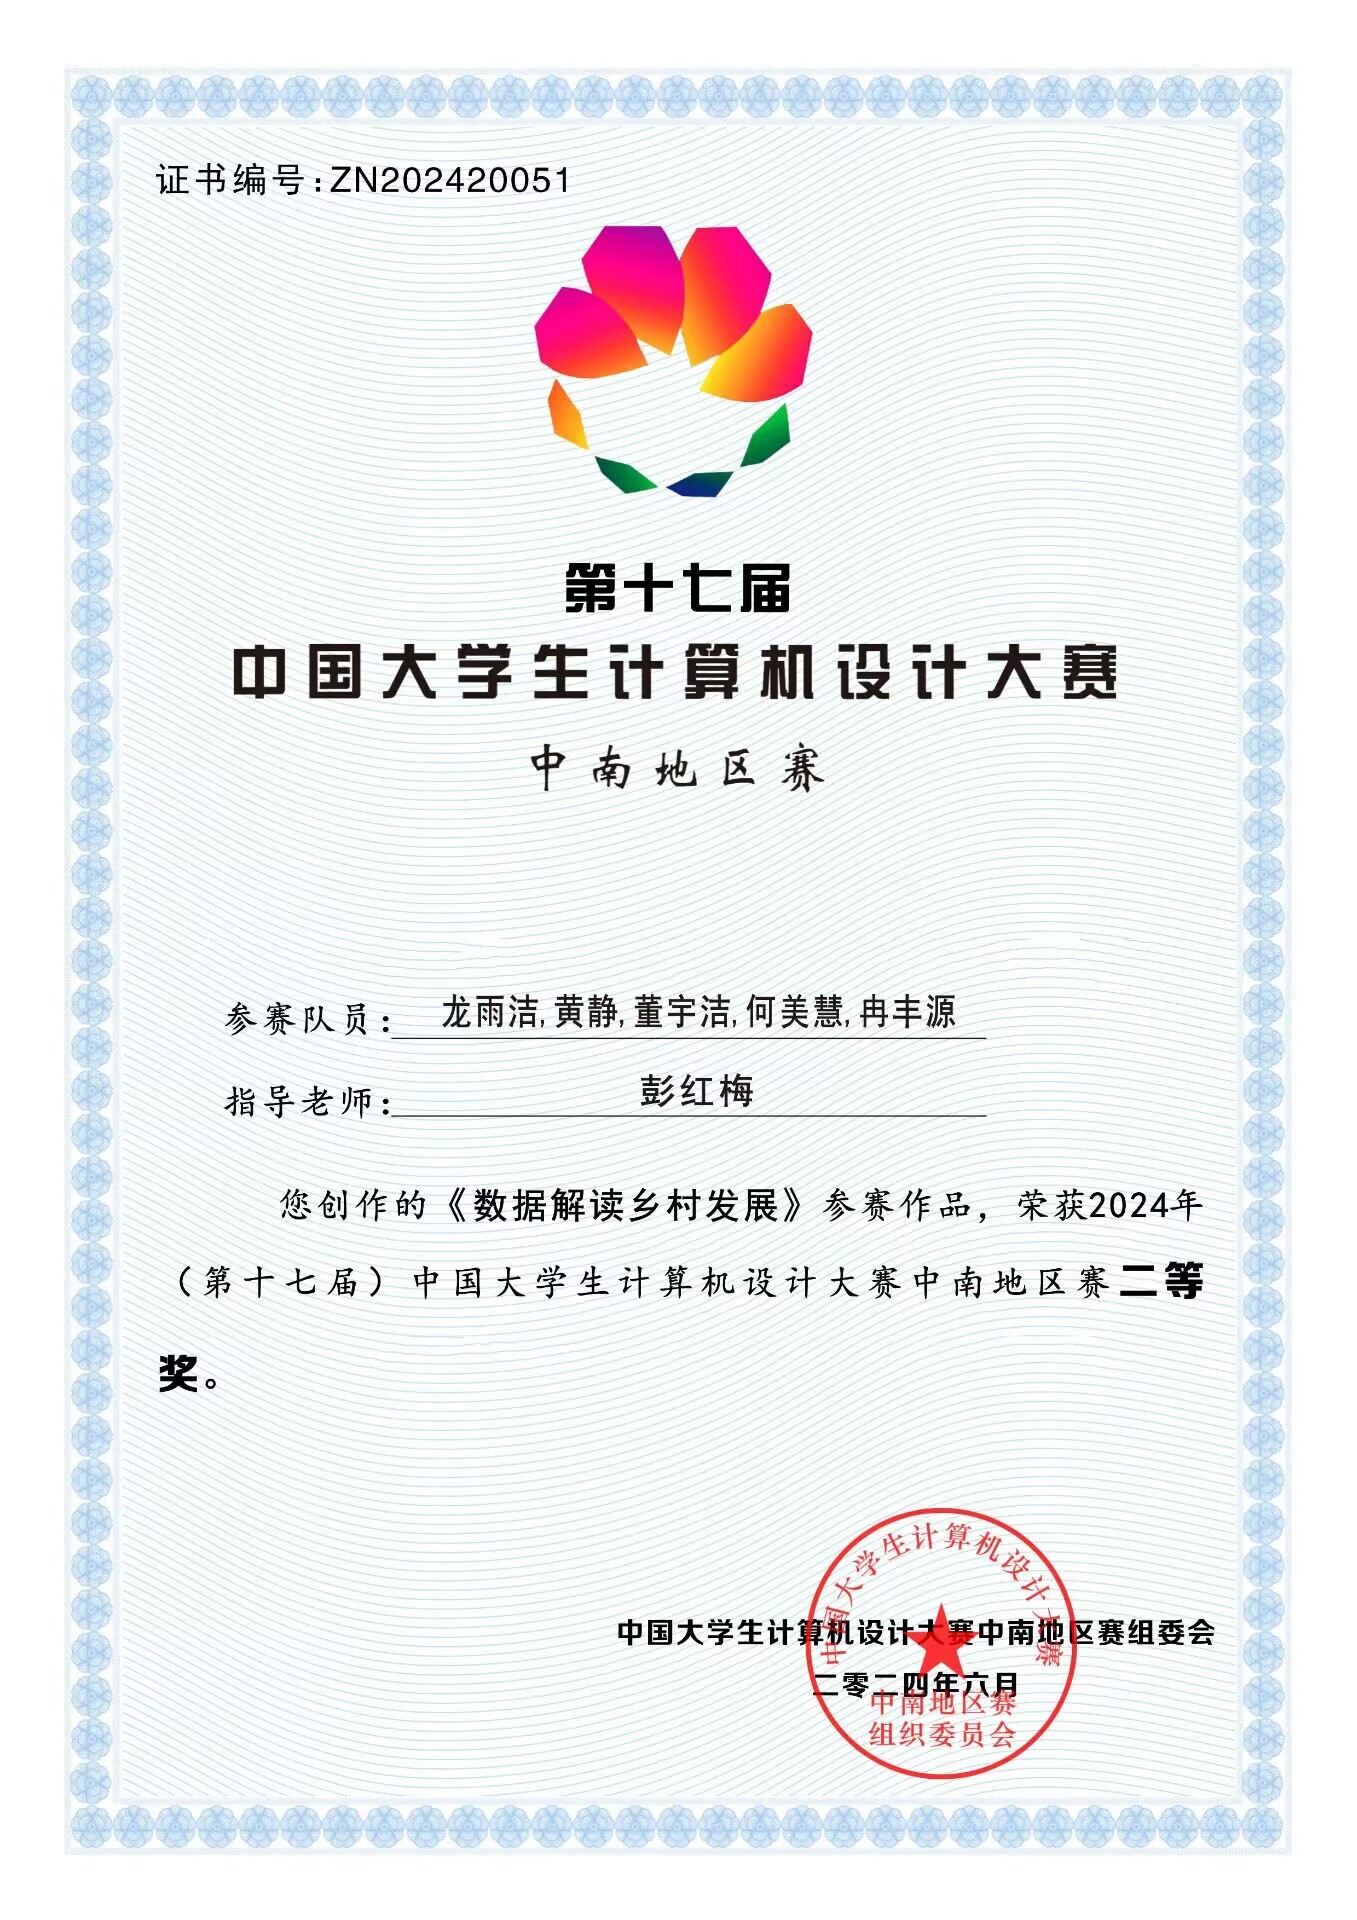 证书编号:ZN202420051
第十七届
中国大学生计算机设计大赛
中南地区赛
参赛队员: 龙雨洁,黄静,董宇洁,何美慧,冉丰源
指导老师: 彭红梅
您创作的《数据解读乡村发展》参赛作品，荣获2024年
（第十七届）中国大学生计算机设计大赛中南地区赛二等
奖。
中国大学生计算机设计大赛中南地区赛组委会
二零二四年六月
中国大学生计算机设计大赛
中南地区赛
组织委员会